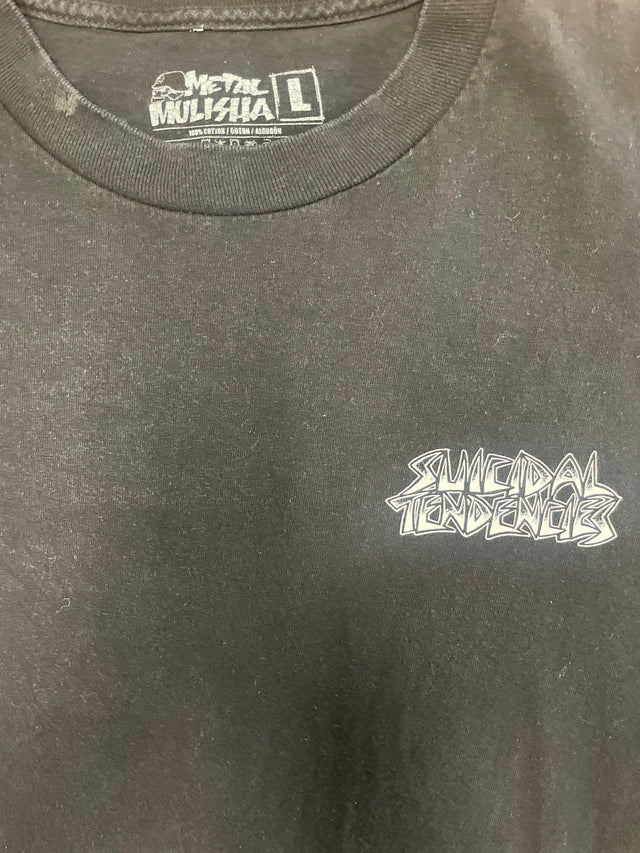 METAL
MULISHA L
100% COTTON / COTON / ALGODÓN
SUICIDAL
TENDENCIES